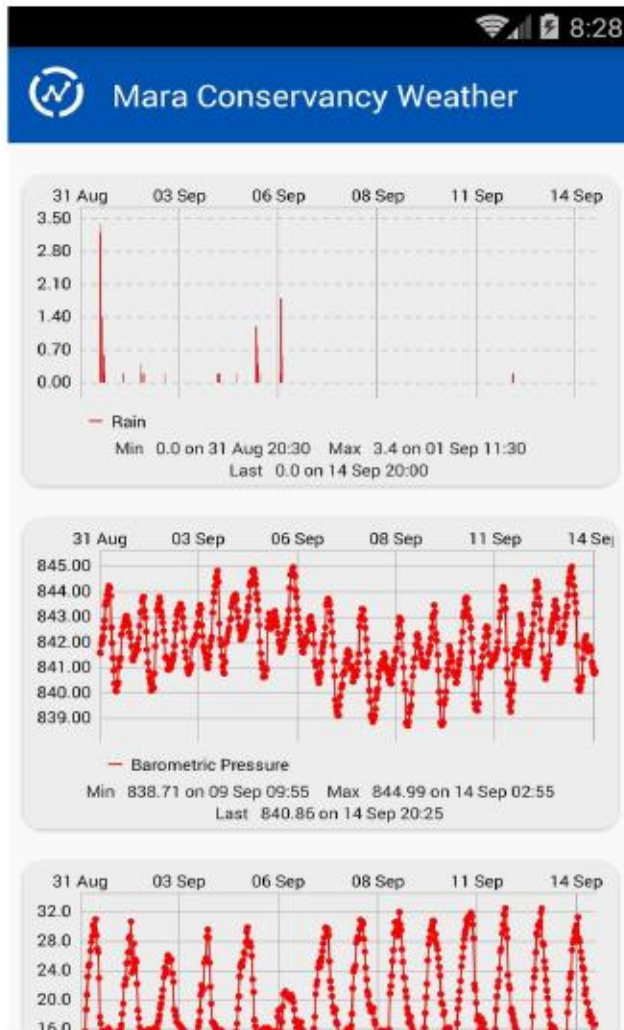 8:28
Mara Conservancy Weather
31 Aug 03 Sep 06 Sep 08 Sep 11 Sep 14 Sep
3.50
2.80
2.10
1.40
0.70
0.00
Rain
Min 0.0 on 31 Aug 20:30 Max 3.4 on 01 Sep 11:30
Last 0.0 on 14 Sep 20:00
31 Aug 03 Sep 06 Sep 08 Sep 11 Sep 14 Sep
845.00
844.00
843.00
842.00
841.00
840.00
839.00
Barometric Pressure
Min 838.71 on 09 Sep 09:55 Max 844.99 on 14 Sep 02:55
Last 840.86 on 14 Sep 20:25
31 Aug 03 Sep 06 Sep 08 Sep 11 Sep 14 Sep
32.0
28.0
24.0
20.0
16.0